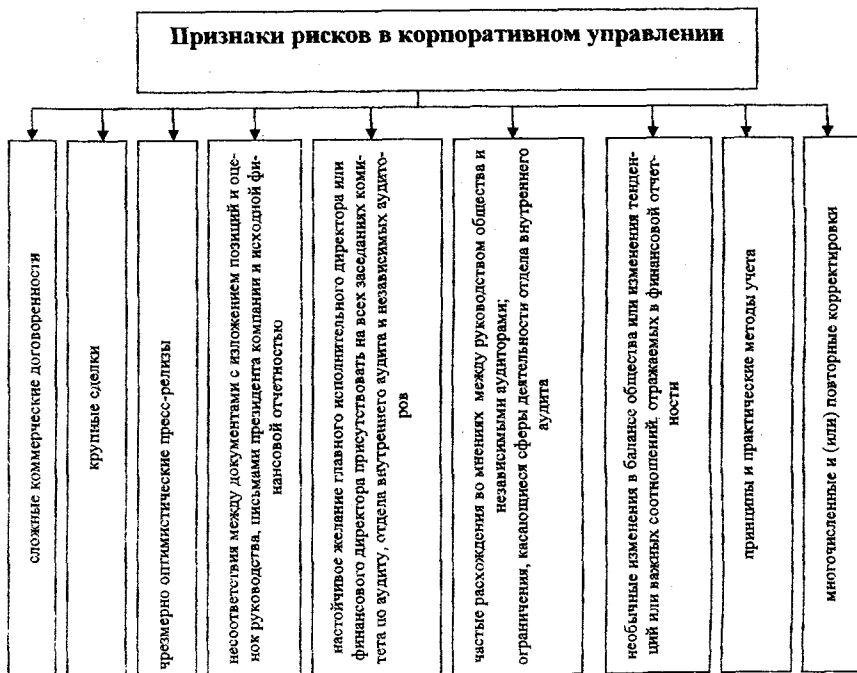 Признаки рисков в корпоративном управлении
сложные коммерческие договоренности
крупные сделки
чрезмерно оптимистические пресс-релизы
несоответствия между документами с изложением позиций и оце-
нок руководства, письмами президента компании и исходной фи-
нансовой отчетностью
настойчивое желание главного исполнительного директора или
финансового директора присутствовать на всех заседаниях коми-
тета по аудиту, отдела внутреннего аудита и независимых аудито-
ров
частые расхождения во мнениях между руководством общества и
независимыми аудиторами;
ограничения, касающиеся сферы деятельности отдела внутреннего
аудита
необычные изменения в баланс общества или изменения тенден-
ций или важных соотношений, отражаемых в финансовой отчет-
ности
принципы и практические методы учета
многочисленные и (или) повторные корректировки